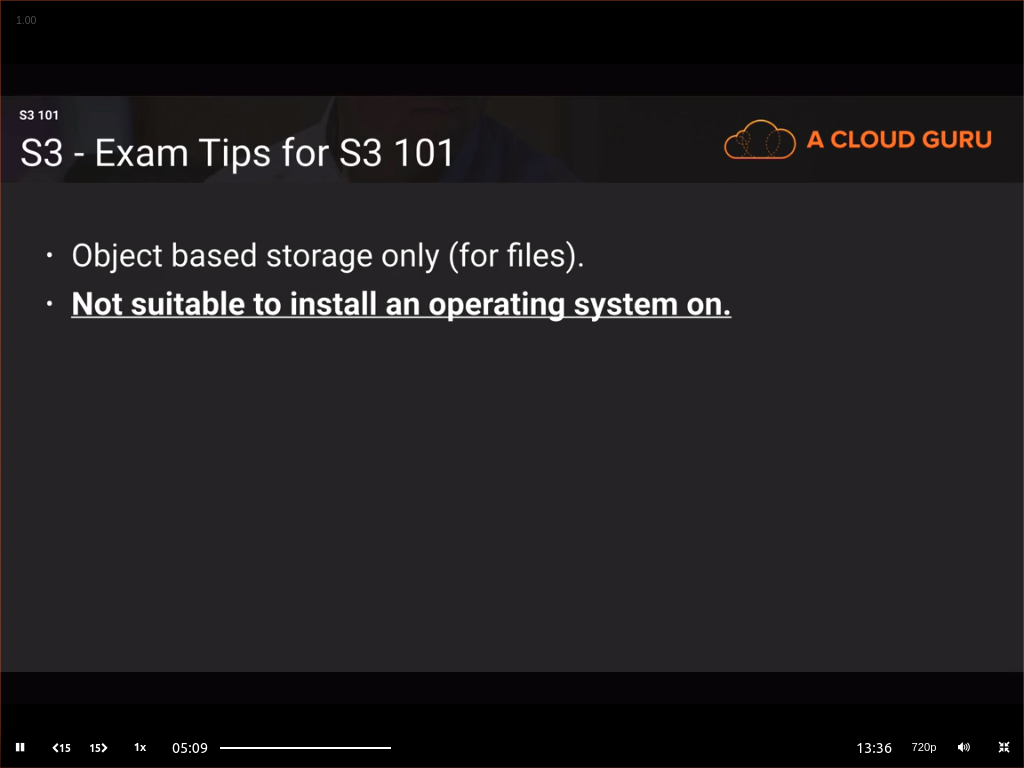 1.00
S3 101
S3 - Exam Tips for S3 101
A CLOUD GURU
• Object based storage only (for files).
• Not suitable to install an operating system on.
15 15 1x 05:09 13:36 720p